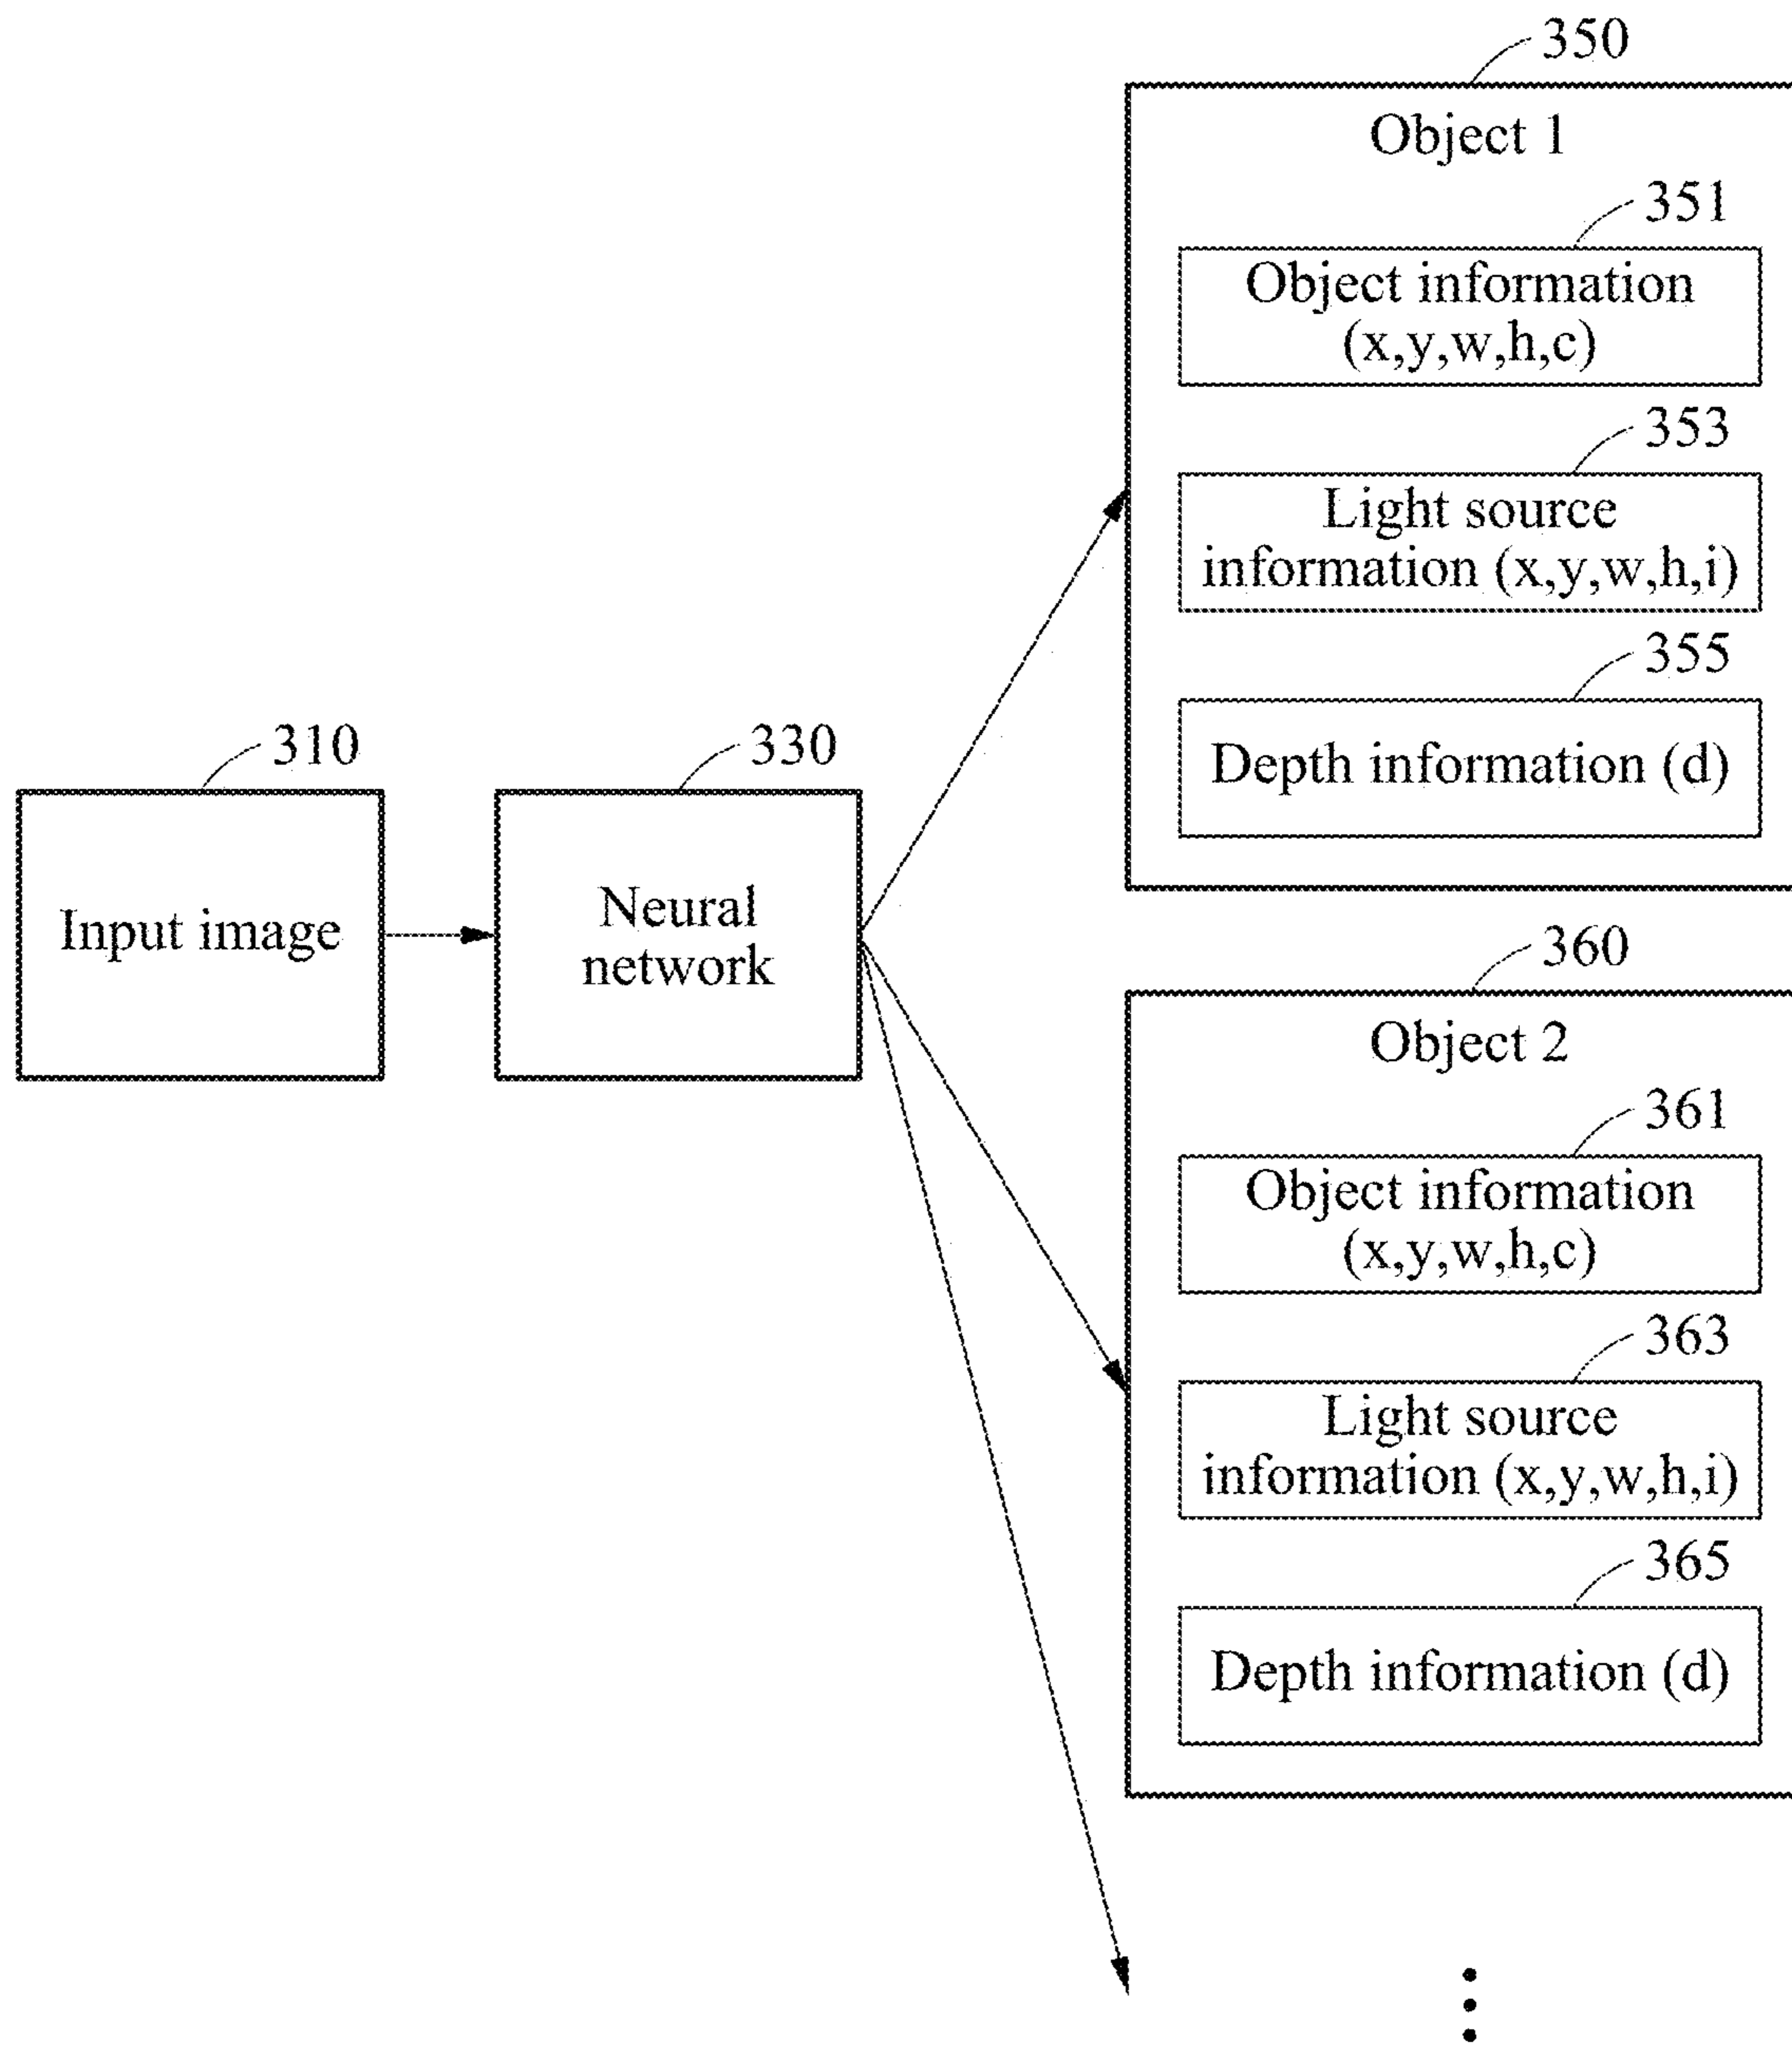 350
Object 1
351
Object information
(x,y,w,h,c)
353
Light source
information (x,y,w,h,i)
355
Depth information (d)
310
Input image
330
Neural
network
360
Object 2
361
Object information
(x,y,w,h,c)
363
Light source
information (x,y,w,h,i)
365
Depth information (d)